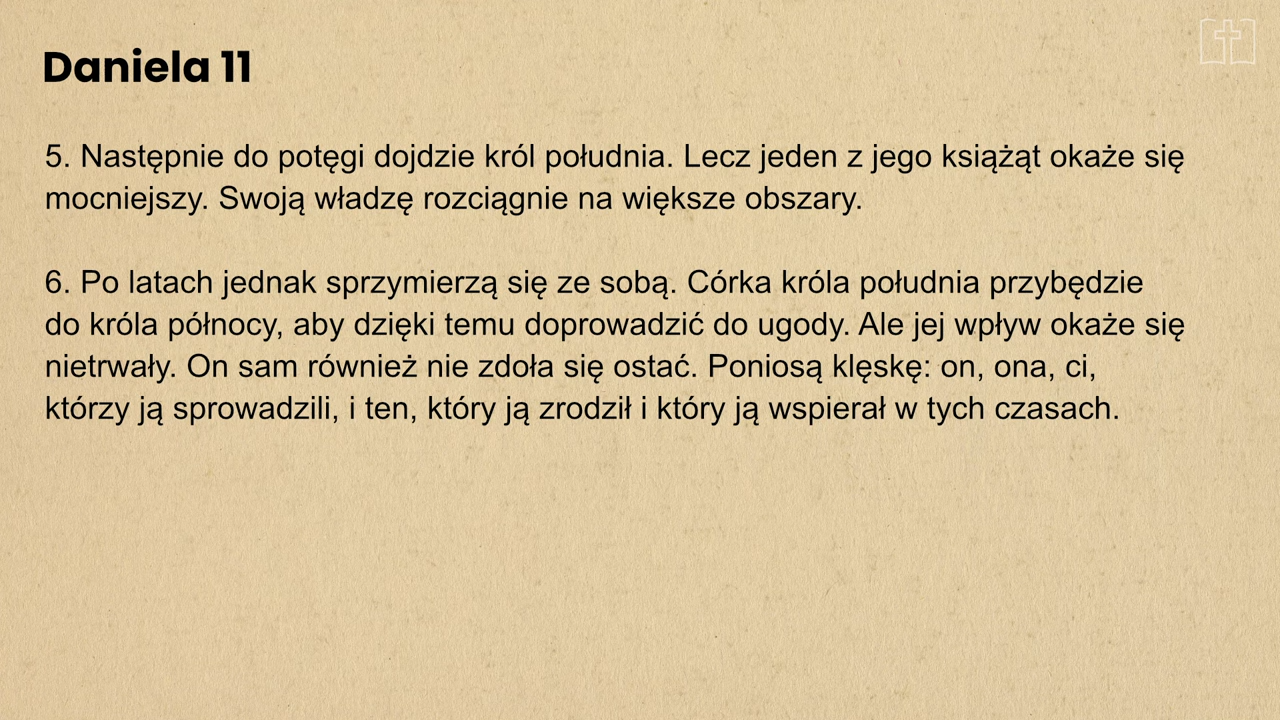 Daniela 11
5. Następnie do potęgi dojdzie król południa. Lecz jeden z jego książąt okaże się
mocniejszy. Swoją władzę rozciągnie na większe obszary.
6. Po latach jednak sprzymierzą się ze sobą. Córka króla południa przybędzie
do króla północy, aby dzięki temu doprowadzić do ugody. Ale jej wpływ okaże się
nietrwały. On sam również nie zdoła się ostać. Poniosą klęskę: on, ona, ci,
którzy ją sprowadzili, i ten, który ją zrodził i który ją wspierał w tych czasach.